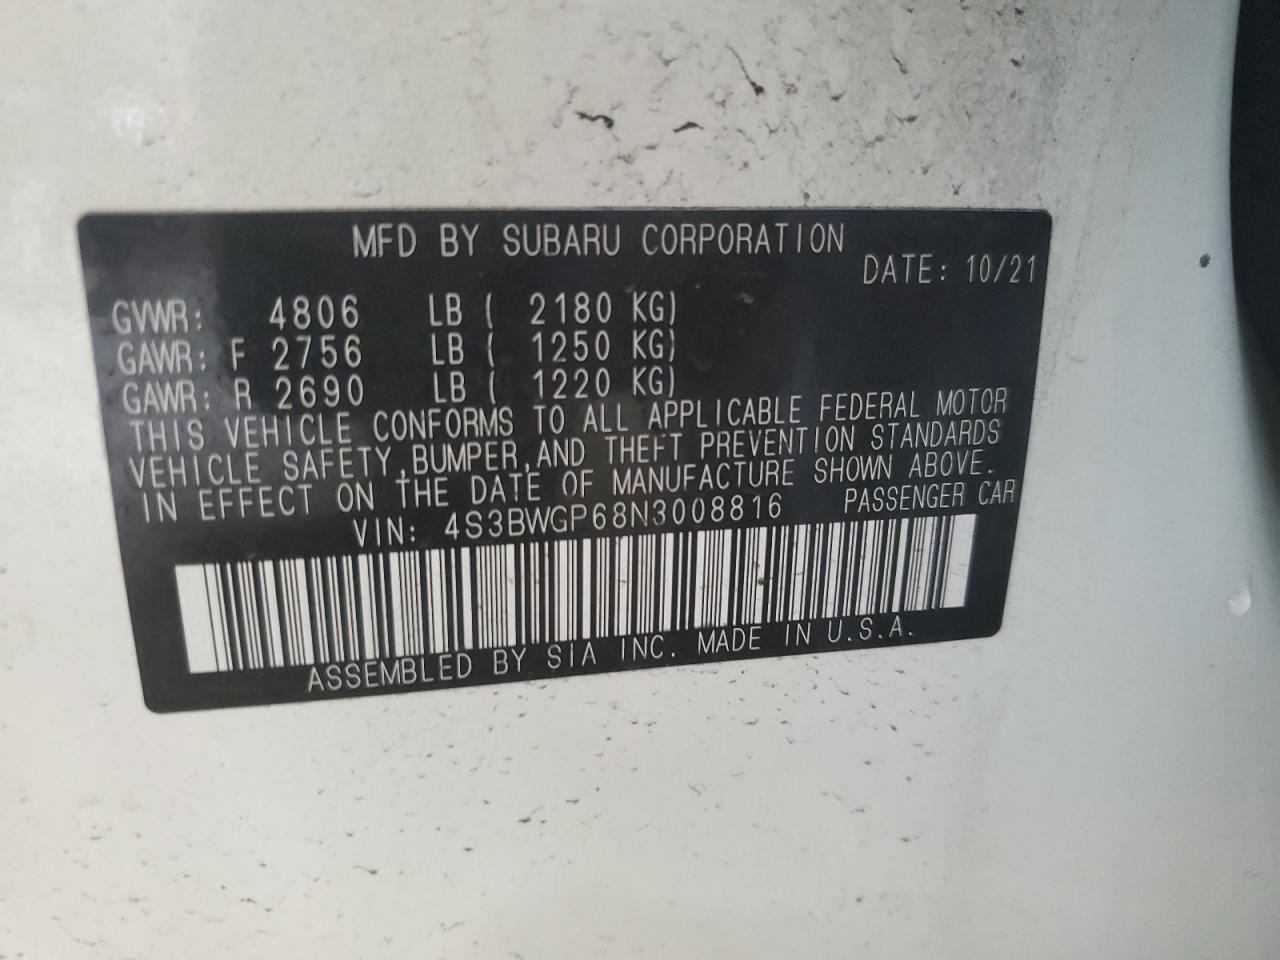 MFD BY SUBARU CORPORATION
DATE: 10/21
GVWR: 4806 LB ( 2180 KG)
GAWR: F 2756 LB ( 1250 KG)
GAWR: R 2690 LB ( 1220 KG)
THIS VEHICLE CONFORMS TO ALL APPLICABLE FEDERAL MOTOR
VEHICLE SAFETY,BUMPER,AND THEFT PREVENTION STANDARDS
IN EFFECT ON THE DATE OF MANUFACTURE SHOWN ABOVE.
VIN: 4S3BWGP68N3008816 PASSENGER CAR
ASSEMBLED BY SIA INC. MADE IN U.S.A.